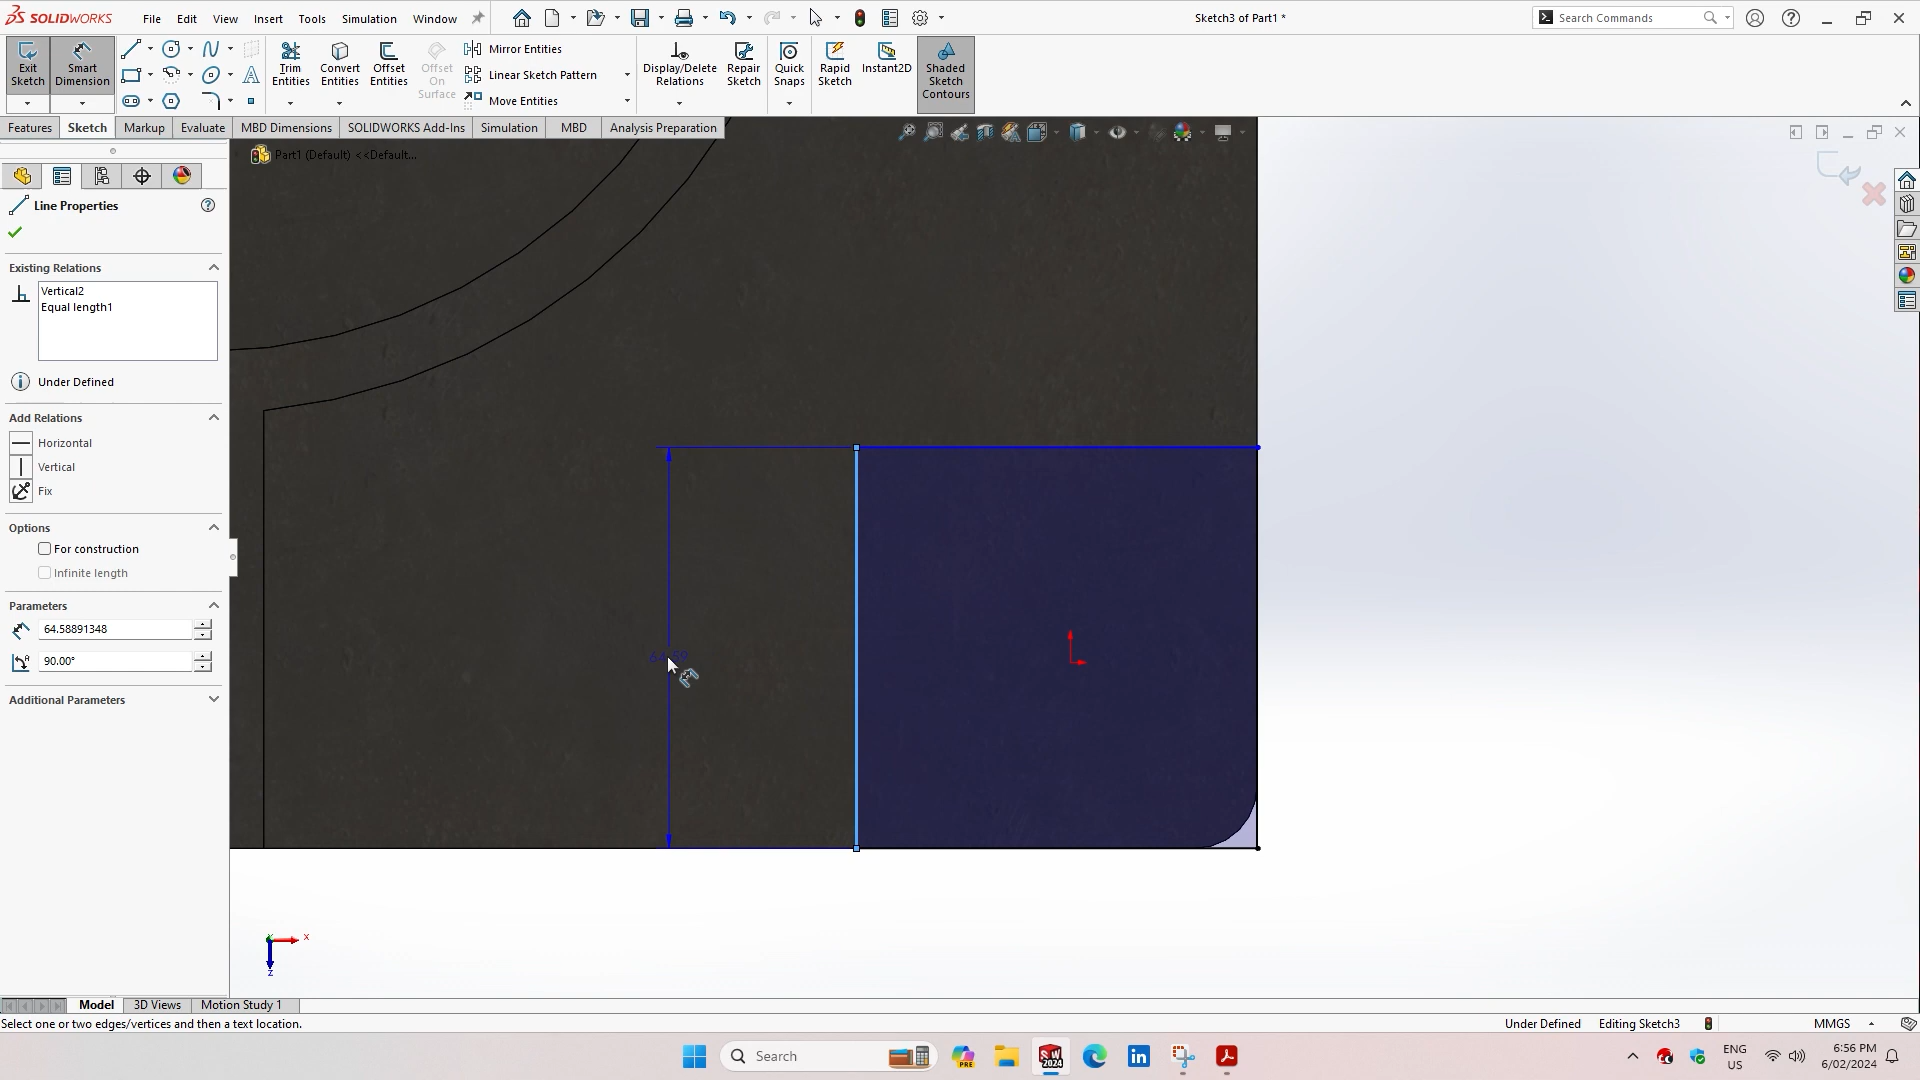 SOLIDWORKS
File Edit View Insert Tools Simulation Window
Sketch3 of Part1 *
Search Commands
Exit Sketch
Smart Dimension
Trim Entities
Convert Entities
Offset Entities
Offset On Surface
Mirror Entities
Linear Sketch Pattern
Move Entities
Display/Delete Relations
Repair Sketch
Quick Snaps
Rapid Sketch
Instant2D
Shaded Sketch Contours
Features Sketch Markup Evaluate MBD Dimensions SOLIDWORKS Add-Ins Simulation MBD Analysis Preparation
Part1 (Default) <<Default...
Line Properties
Existing Relations
Vertical2
Equal length1
Under Defined
Add Relations
Horizontal
Vertical
Fix
Options
For construction
Infinite length
Parameters
64.58891348
90.00°
Additional Parameters
64.59
X
Z
Model 3D Views Motion Study 1
Select one or two edges/vertices and then a text location.
Under Defined Editing Sketch3 MMGS
Search
PRE
SW
2024
in
ENG
US
6:56 PM
6/02/2024